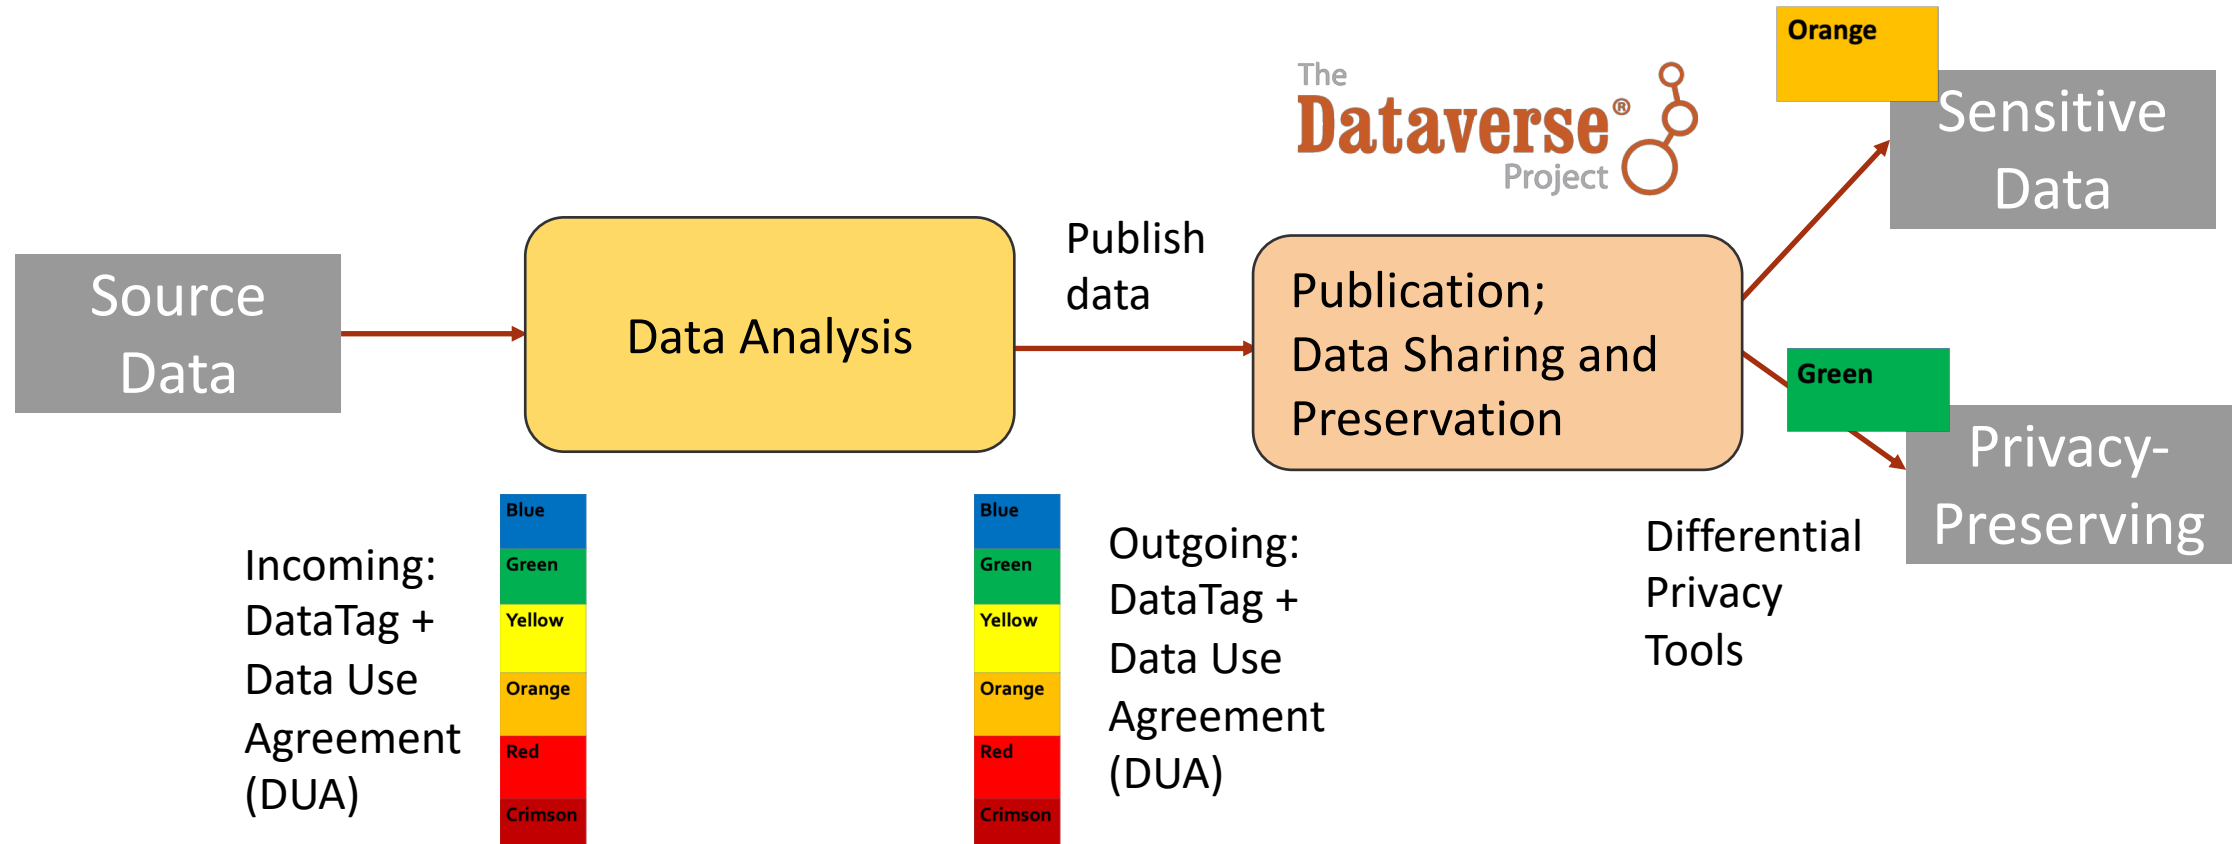 Orange
Sensitive
Data
The
Dataverse®
Project
Publish
data
Source
Data
Data Analysis
Publication;
Data Sharing and
Preservation
Green
Privacy-
Preserving
Incoming:
DataTag +
Data Use
Agreement
(DUA)
Blue
Green
Yellow
Orange
Red
Crimson
Blue
Green
Yellow
Orange
Red
Crimson
Outgoing:
DataTag +
Data Use
Agreement
(DUA)
Differential
Privacy
Tools